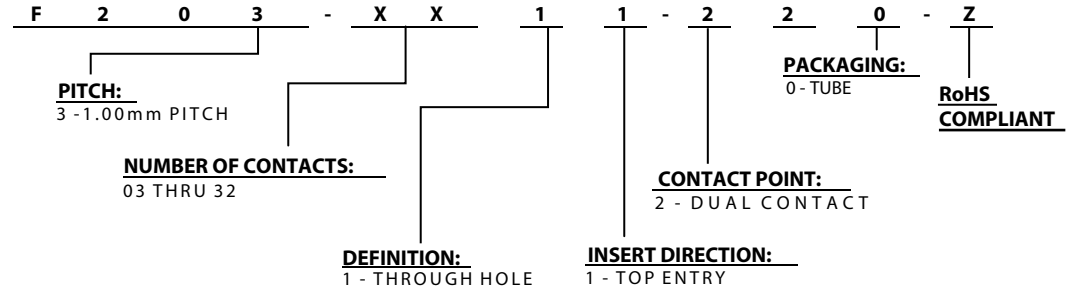 F 2 0 3 - X X 1 1 - 2 2 0 - Z
PACKAGING:
0 - TUBE
PITCH:
3 -1.00mm PITCH
RoHS
COMPLIANT
NUMBER OF CONTACTS:
03 THRU 32
CONTACT POINT:
2 - DUAL CONTACT
DEFINITION:
1 - THROUGH HOLE
INSERT DIRECTION:
1 - TOP ENTRY